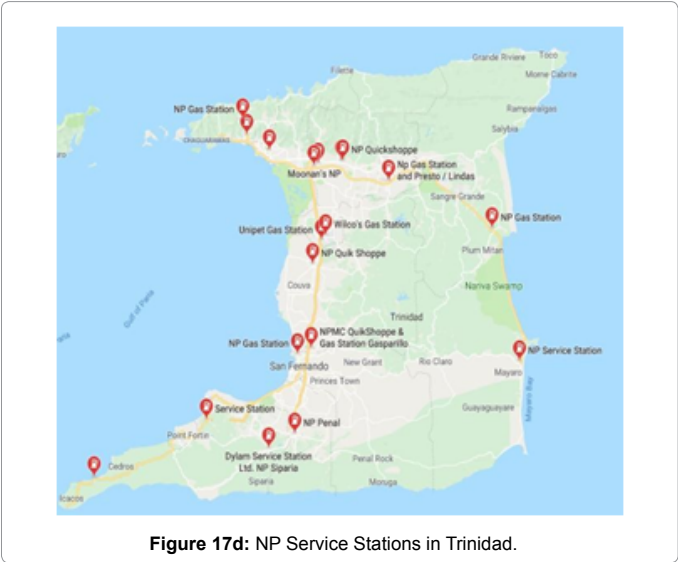 Grande Riviere
Toco
Filette
Morne Cabrite
NP Gas Station
Rampanalgas
Salybia
CHAGUARAMAS
NP Quickshoppe
Moonan's NP
Np Gas Station
and Presto / Lindas
Sangre Grande
NP Gas Station
Unipet Gas Station
Wilco's Gas Station
Plum Mitan
NP Quik Shoppe
Couva
Nariva Swamp
Gulf of Paria
Trinidad
NPMC QuikShoppe &
Gas Station Gasparillo
NP Gas Station
NP Service Station
San Fernando
New Grant
Rio Claro
Mayaro
Princes Town
Mayaro Bay
Service Station
Guayaguayare
NP Penal
Point Fortin
Dylam Service Station
Ltd. NP Siparia
Penal Rock
Cedros
Siparia
Moruga
Icacos
Figure 17d: NP Service Stations in Trinidad.